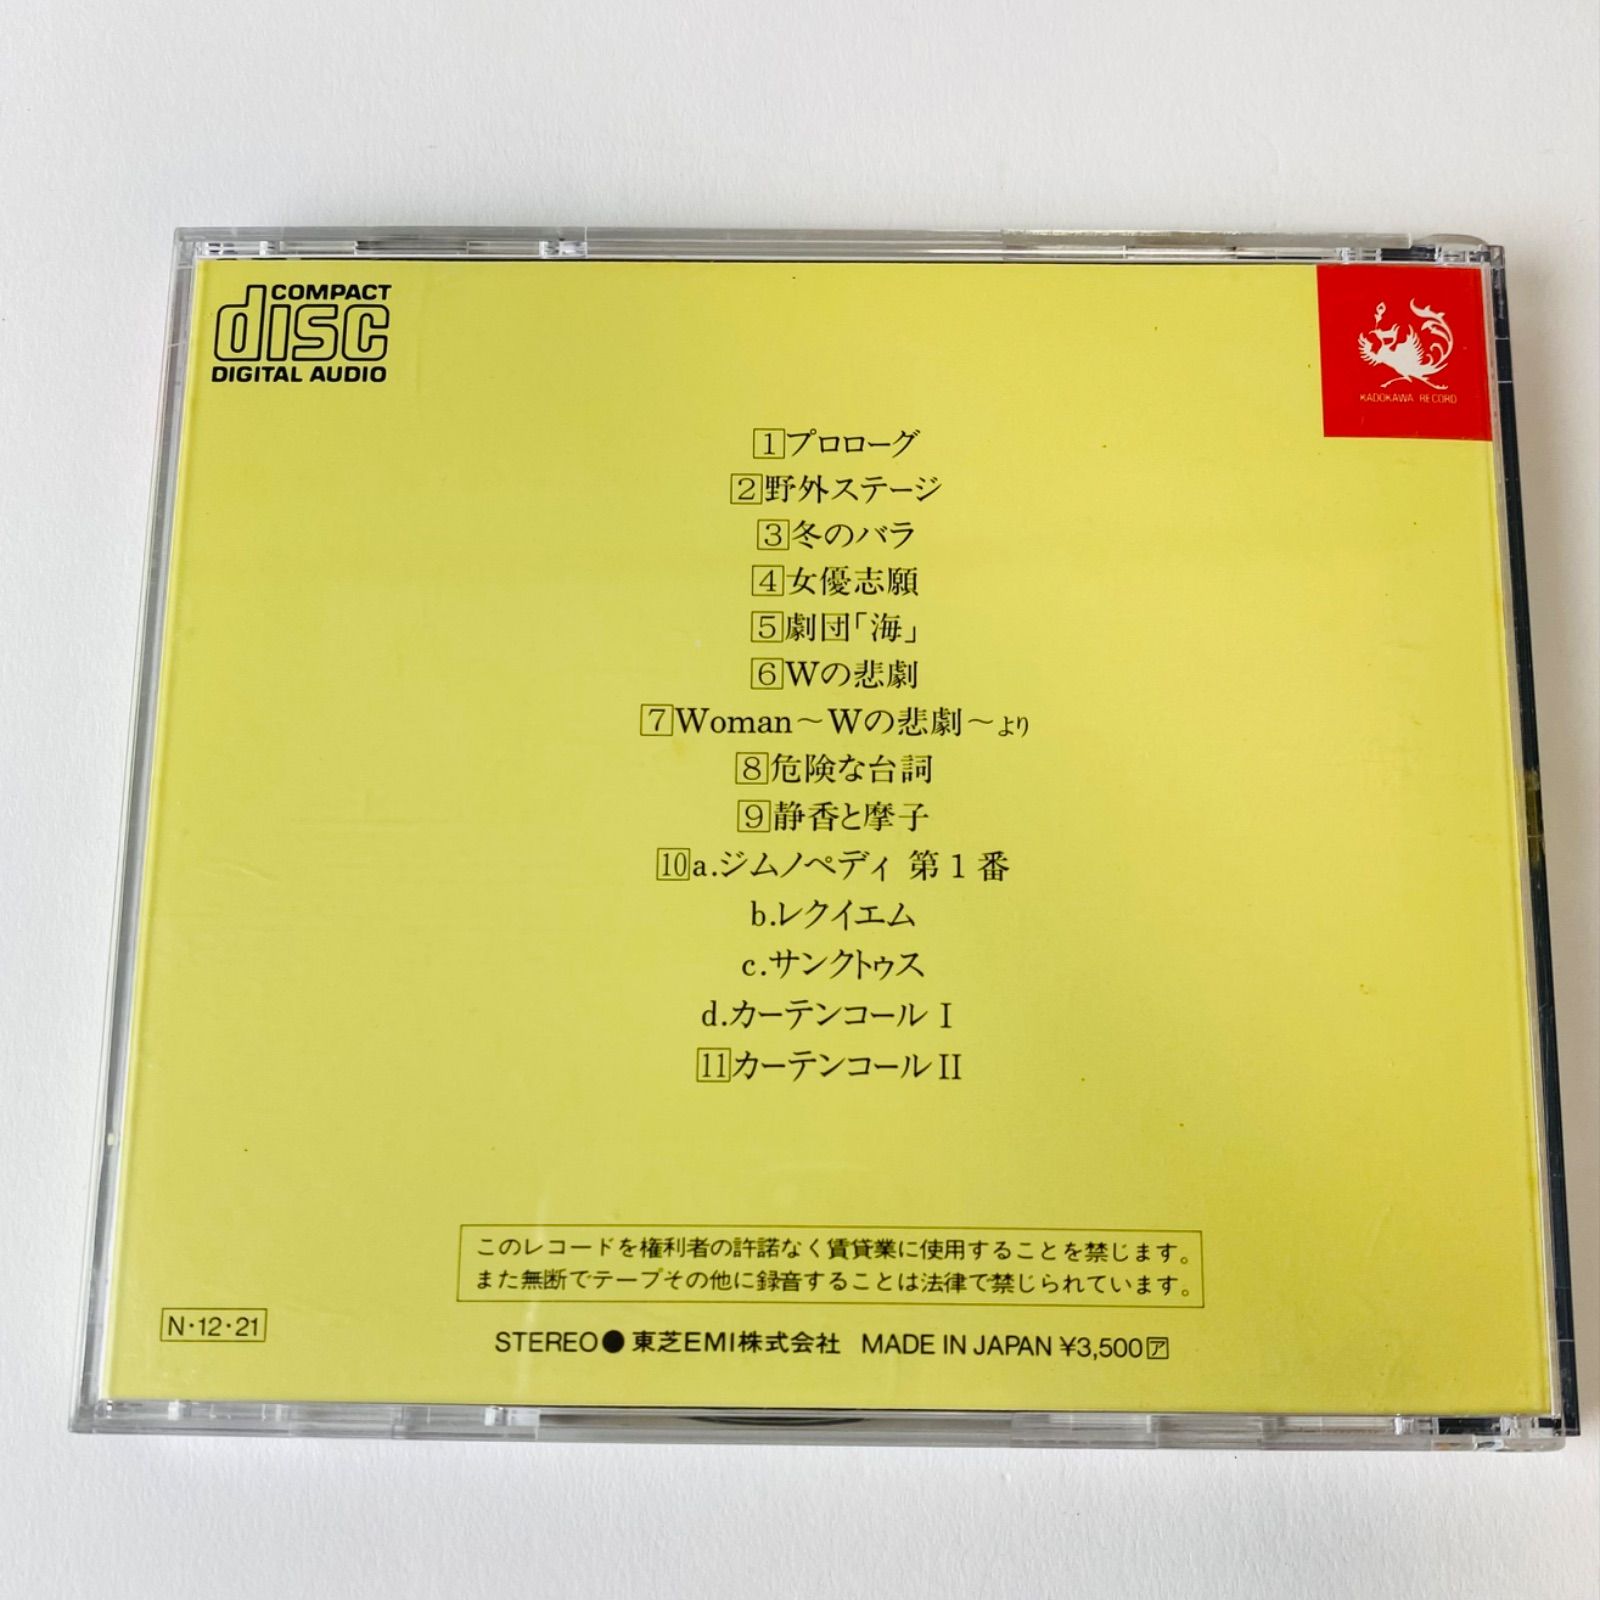 COMPACT
disc
DIGITAL AUDIO
KADOKAWA RECORD
1プロローグ
2野外ステージ
3冬のバラ
4女優志願
5劇団「海」
6Wの悲劇
7Woman〜Wの悲劇〜より
8危険な台詞
9静香と摩子
10a.ジムノペディ 第1番
b.レクイエム
c.サンクトゥス
d.カーテンコール I
11カーテンコール II
このレコードを権利者の許諾なく賃貸業に使用することを禁じます。
また無断でテープその他に録音することは法律で禁じられています。
N・12・21
STEREO● 東芝EMI株式会社 MADE IN JAPAN ¥3,500ア